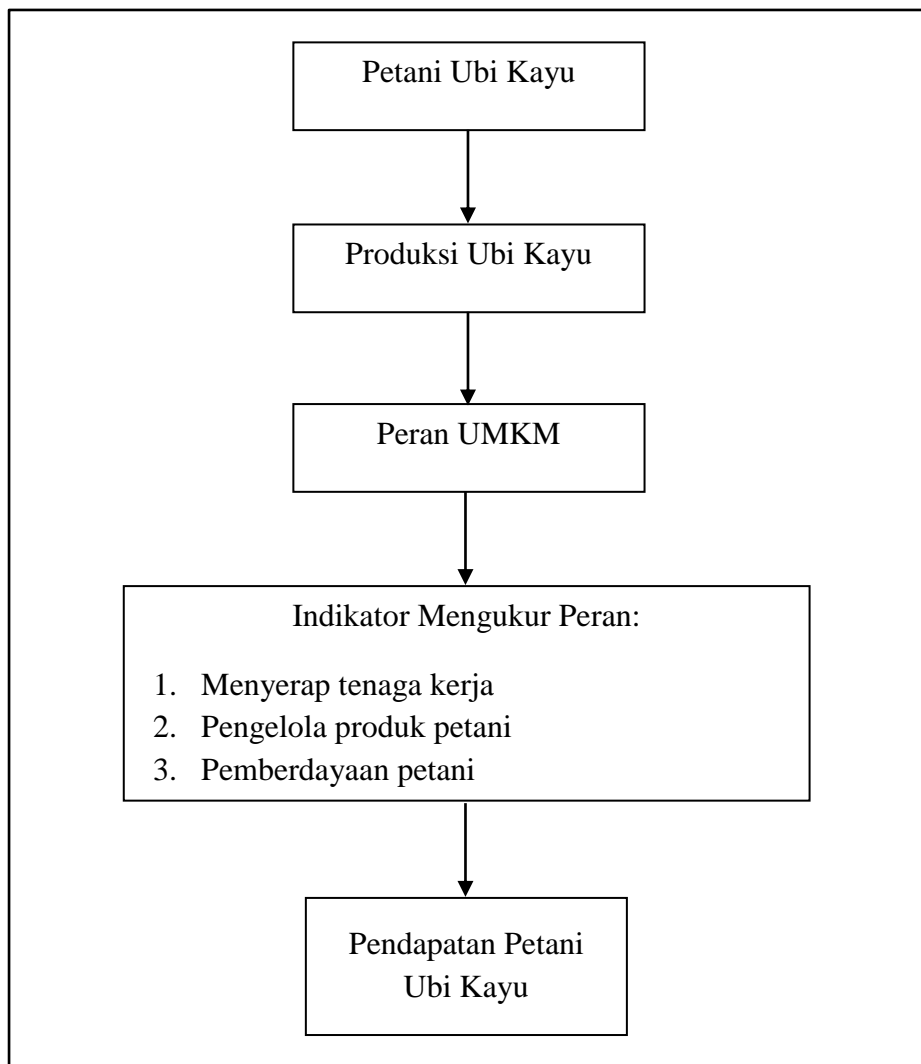 Petani Ubi Kayu
Produksi Ubi Kayu
Peran UMKM
Indikator Mengukur Peran:
1. Menyerap tenaga kerja
2. Pengelola produk petani
3. Pemberdayaan petani
Pendapatan Petani
Ubi Kayu